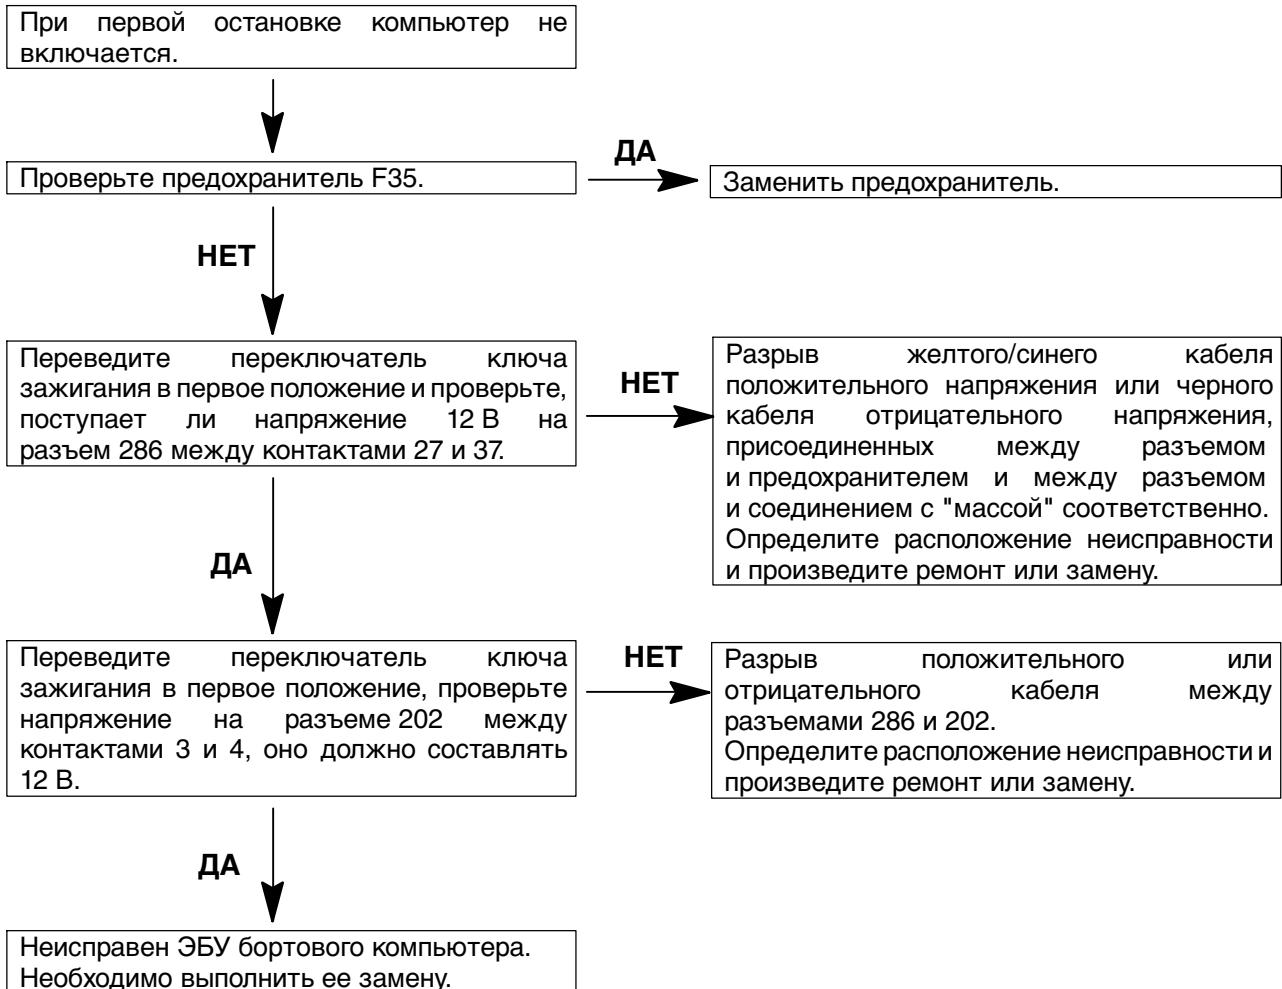 При первой остановке компьютер не
включается.
ДА
Проверьте предохранитель F35.
Заменить предохранитель.
НЕТ
Переведите переключатель ключа
зажигания в первое положение и проверьте,
поступает ли напряжение 12 В на
разъем 286 между контактами 27 и 37.
НЕТ
Разрыв желтого/синего кабеля
положительного напряжения или черного
кабеля отрицательного напряжения,
присоединенных между разъемом
и предохранителем и между разъемом
и соединением с "массой" соответственно.
Определите расположение неисправности
и произведите ремонт или замену.
ДА
Переведите переключатель ключа
зажигания в первое положение, проверьте
напряжение на разъеме 202 между
контактами 3 и 4, оно должно составлять
12 В.
НЕТ
Разрыв положительного или
отрицательного кабеля между
разъемами 286 и 202.
Определите расположение неисправности и
произведите ремонт или замену.
ДА
Неисправен ЭБУ бортового компьютера.
Необходимо выполнить ее замену.